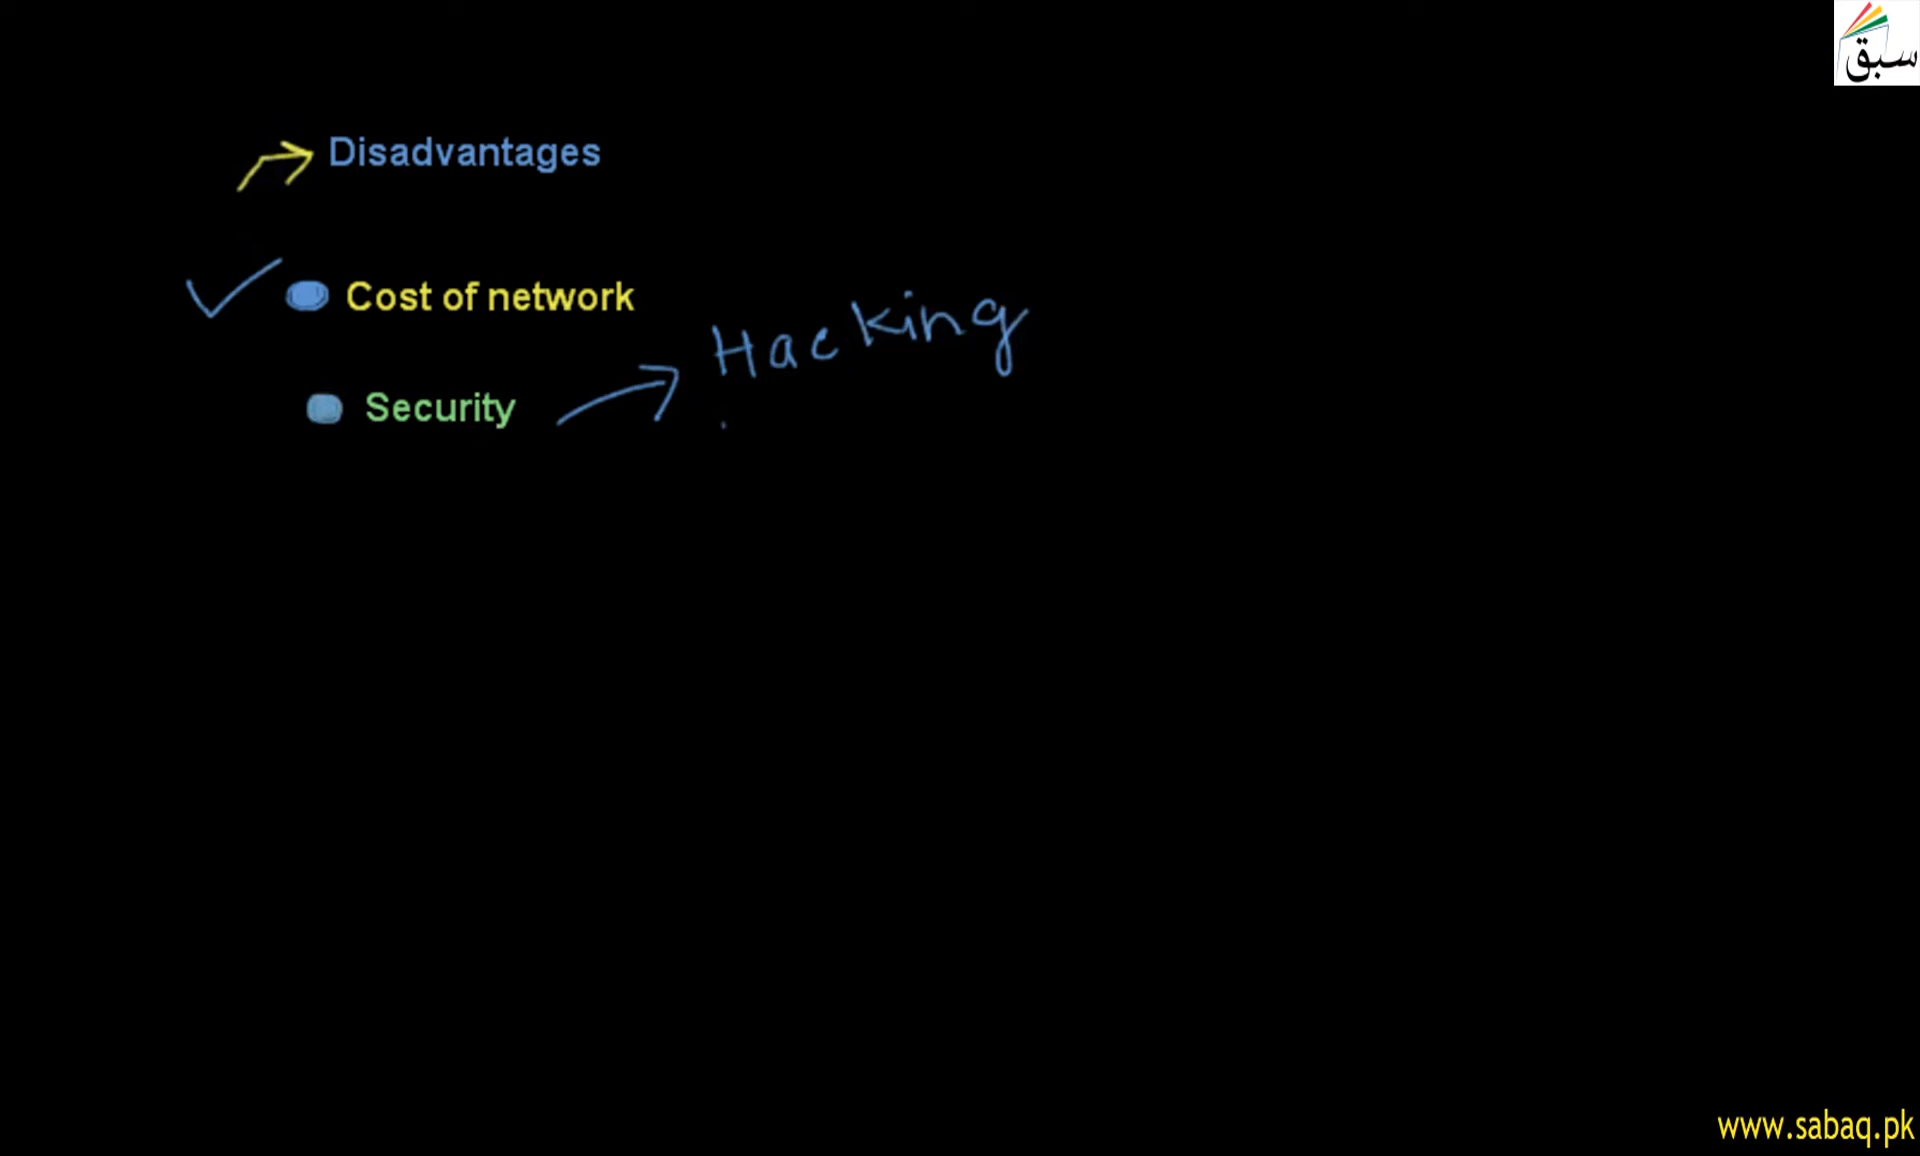 سبق
Disadvantages
Cost of network
Hacking
Security
www.sabaq.pk